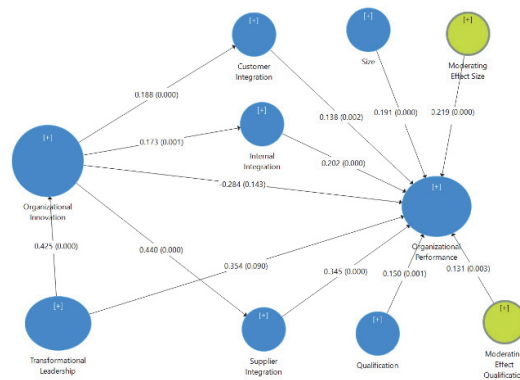 [+]
[+]
[+]
Customer
Integration
Size
Moderating
Effect Size
0.188 (0.000)
0.138 (0.002)
0.191 (0.000)
0.219 (0.000)
[+]
0.173 (0.001)
Internal
Integration
[+]
0.202 (0.000)
[+]
-0.284 (0.143)
Organizational
Innovation
Organizational
Performance
0.425 (0.000)
0.440 (0.000)
0.354 (0.090)
0.345 (0.000)
0.150 (0.001)
0.131 (0.003)
[+]
[+]
[+]
[+]
Transformational
Leadership
Supplier
Integration
Qualification
Moderating
Effect
Qualification